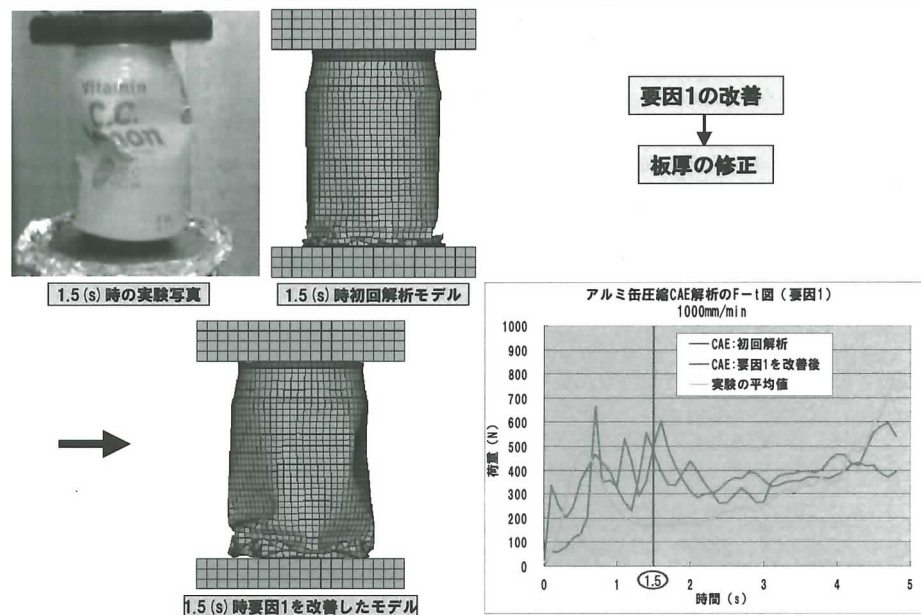 Vitamin
C.C.
1.5(s)時の実験写真
1.5(s)時初回解析モデル
要因1の改善
板厚の修正
1.5(s)時要因1を改善したモデル
アルミ缶圧縮CAE解析のF-t図(要因1)
1000mm/min
荷重(N)
1000
900
800
700
600
500
400
300
200
100
0
CAE:初回解析
CAE:要因1を改善後
実験の平均値
0
1
1.5
2
3
4
5
時間(s)